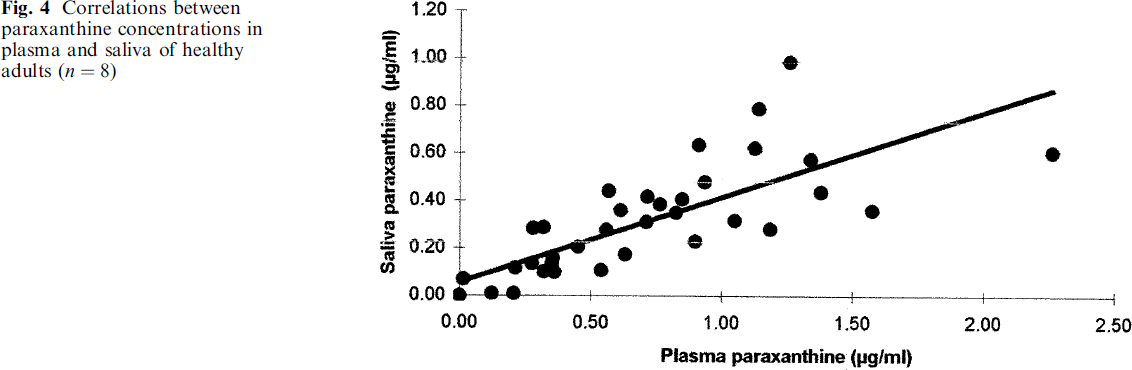 Fig. 4 Correlations between
paraxanthine concentrations in
plasma and saliva of healthy
adults (n = 8)
Saliva paraxanthine (µg/ml)
1.20
1.00
0.80
0.60
0.40
0.20
0.00
0.00 0.50 1.00 1.50 2.00 2.50
Plasma paraxanthine (µg/ml)